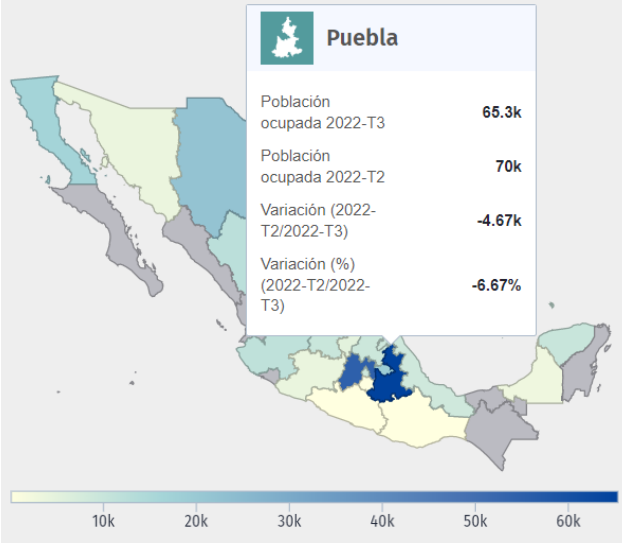 Puebla
Población
ocupada 2022-T3
65.3k
Población
ocupada 2022-T2
70k
Variación (2022-
T2/2022-T3)
-4.67k
Variación (%)
(2022-T2/2022-
T3)
-6.67%
10k 20k 30k 40k 50k 60k